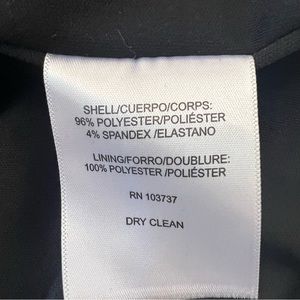 SHELL/CUERPO/CORPS:
96% POLYESTER/POLIÉSTER
4% SPANDEX /ELASTANO
LINING/FORRO/DOUBLURE:
100% POLYESTER /POLIÉSTER
RN 103737
DRY CLEAN